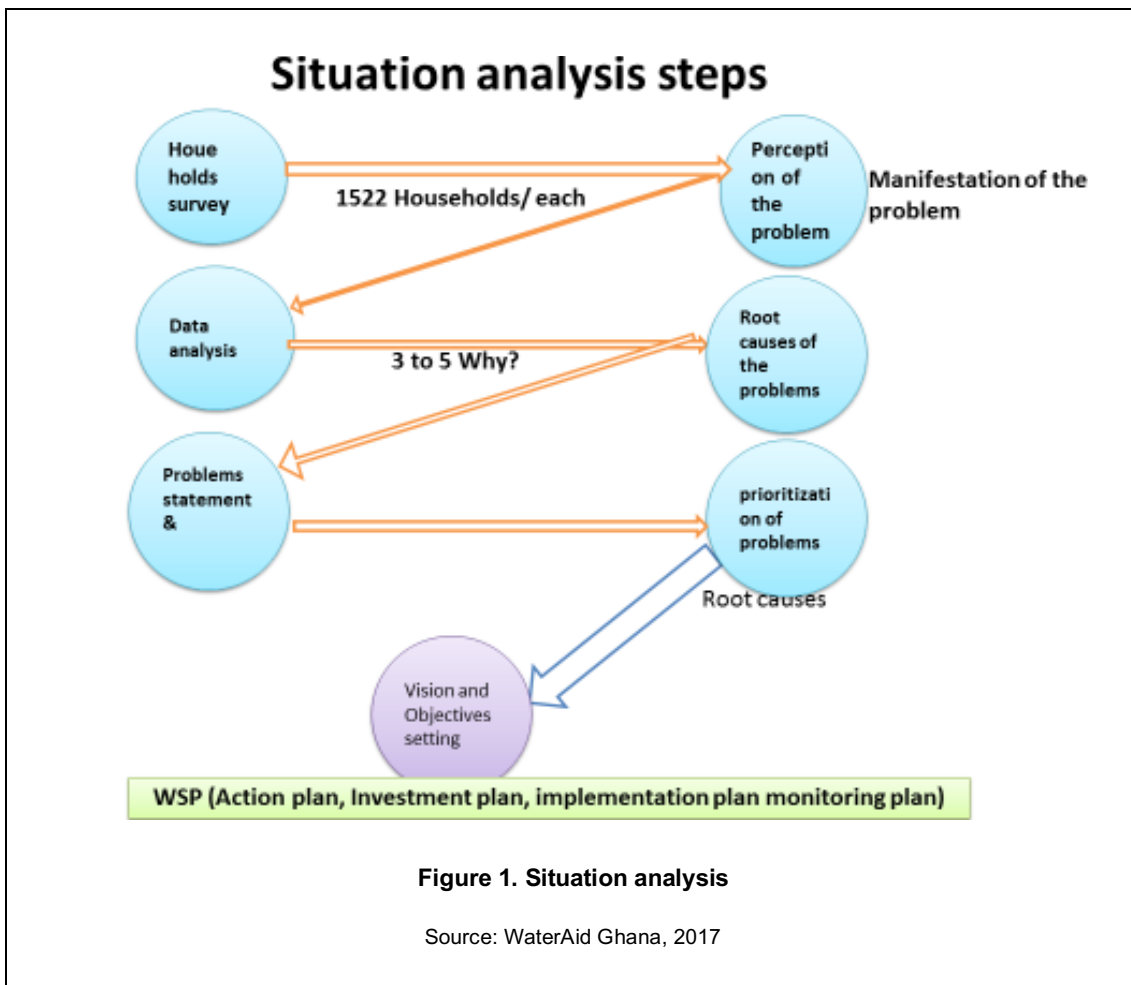 Situation analysis steps
Houe
holds
survey
1522 Households/ each
Percepti
on of
the
problem
Manifestation of the
problem
Data
analysis
3 to 5 Why?
Root
causes of
the
problems
Problems
statement
&
prioritizati
on of
problems
Root causes
Vision and
Objectives
setting
WSP (Action plan, Investment plan, implementation plan monitoring plan)
Figure 1. Situation analysis
Source: WaterAid Ghana, 2017